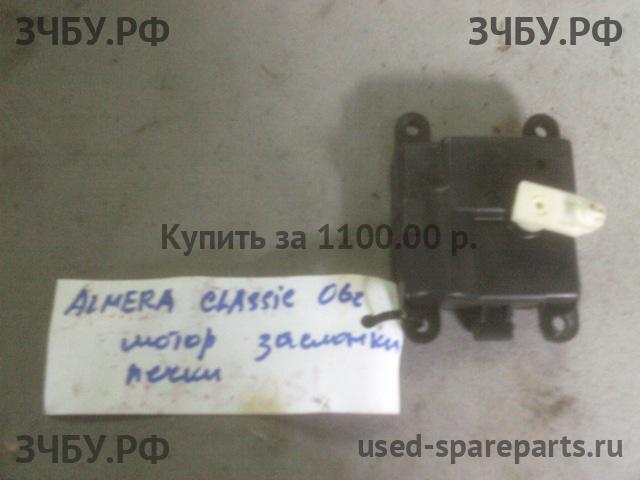 ЗЧБУ.РФ ЗЧБУ.РФ
Купить за 1100.00 р.
ALMERA CLASSIC 06г
мотор заслонки
печки
ЗЧБУ.РФ used-spareparts.ru